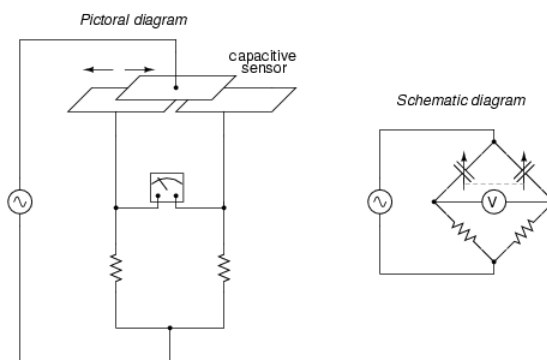 Pictoral diagram
capacitive
sensor
Schematic diagram
V